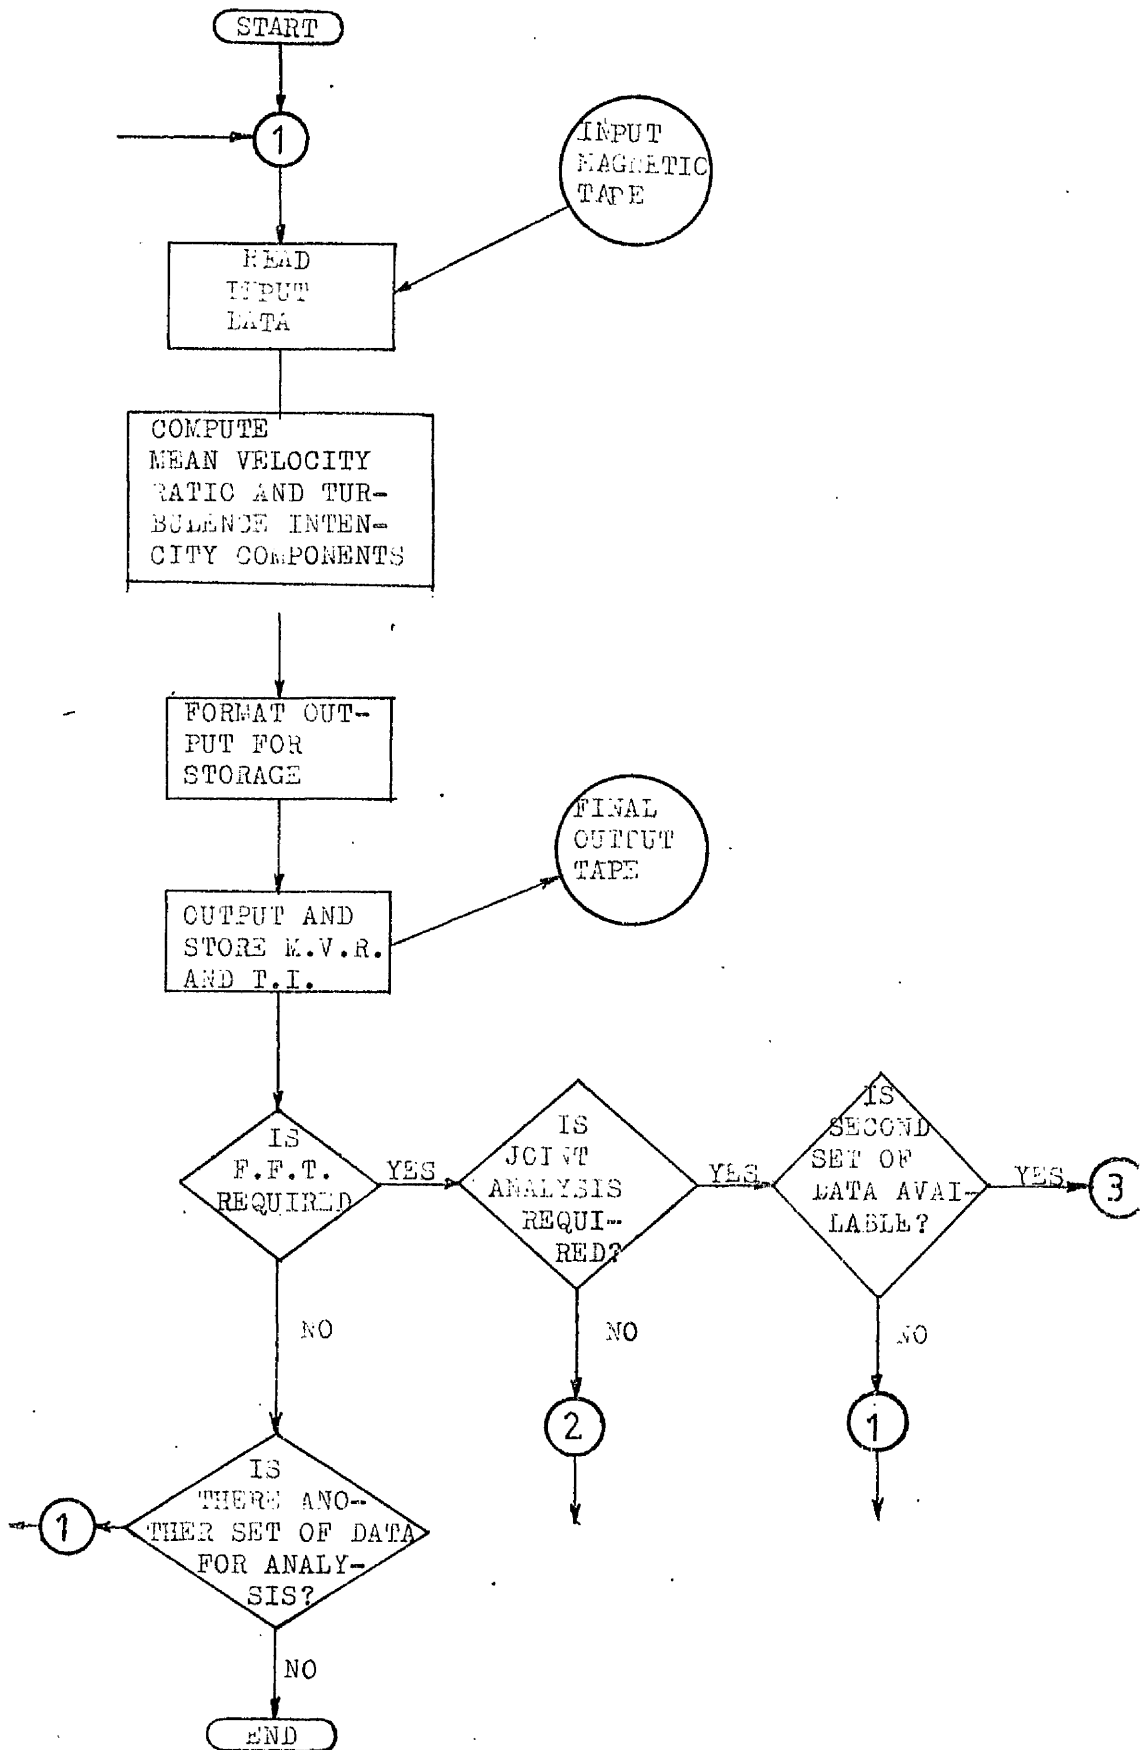 START
1
INPUT
MAGNETIC
TAPE
READ
INPUT
DATA
COMPUTE
MEAN VELOCITY
RATIO AND TUR-
BULENCE INTEN-
CITY COMPONENTS
FORMAT OUT-
PUT FOR
STORAGE
FINAL
OUTPUT
TAPE
OUTPUT AND
STORE M.V.R.
AND T.I.
IS
F.F.T.
REQUIRED
YES
IS
JOINT
ANALYSIS
REQUI-
RED?
YES
IS
SECOND
SET OF
DATA AVAI-
LABLE?
YES
3
NO
NO
NO
2
1
IS
THERE ANO-
THER SET OF DATA
FOR ANALY-
SIS?
1
NO
END